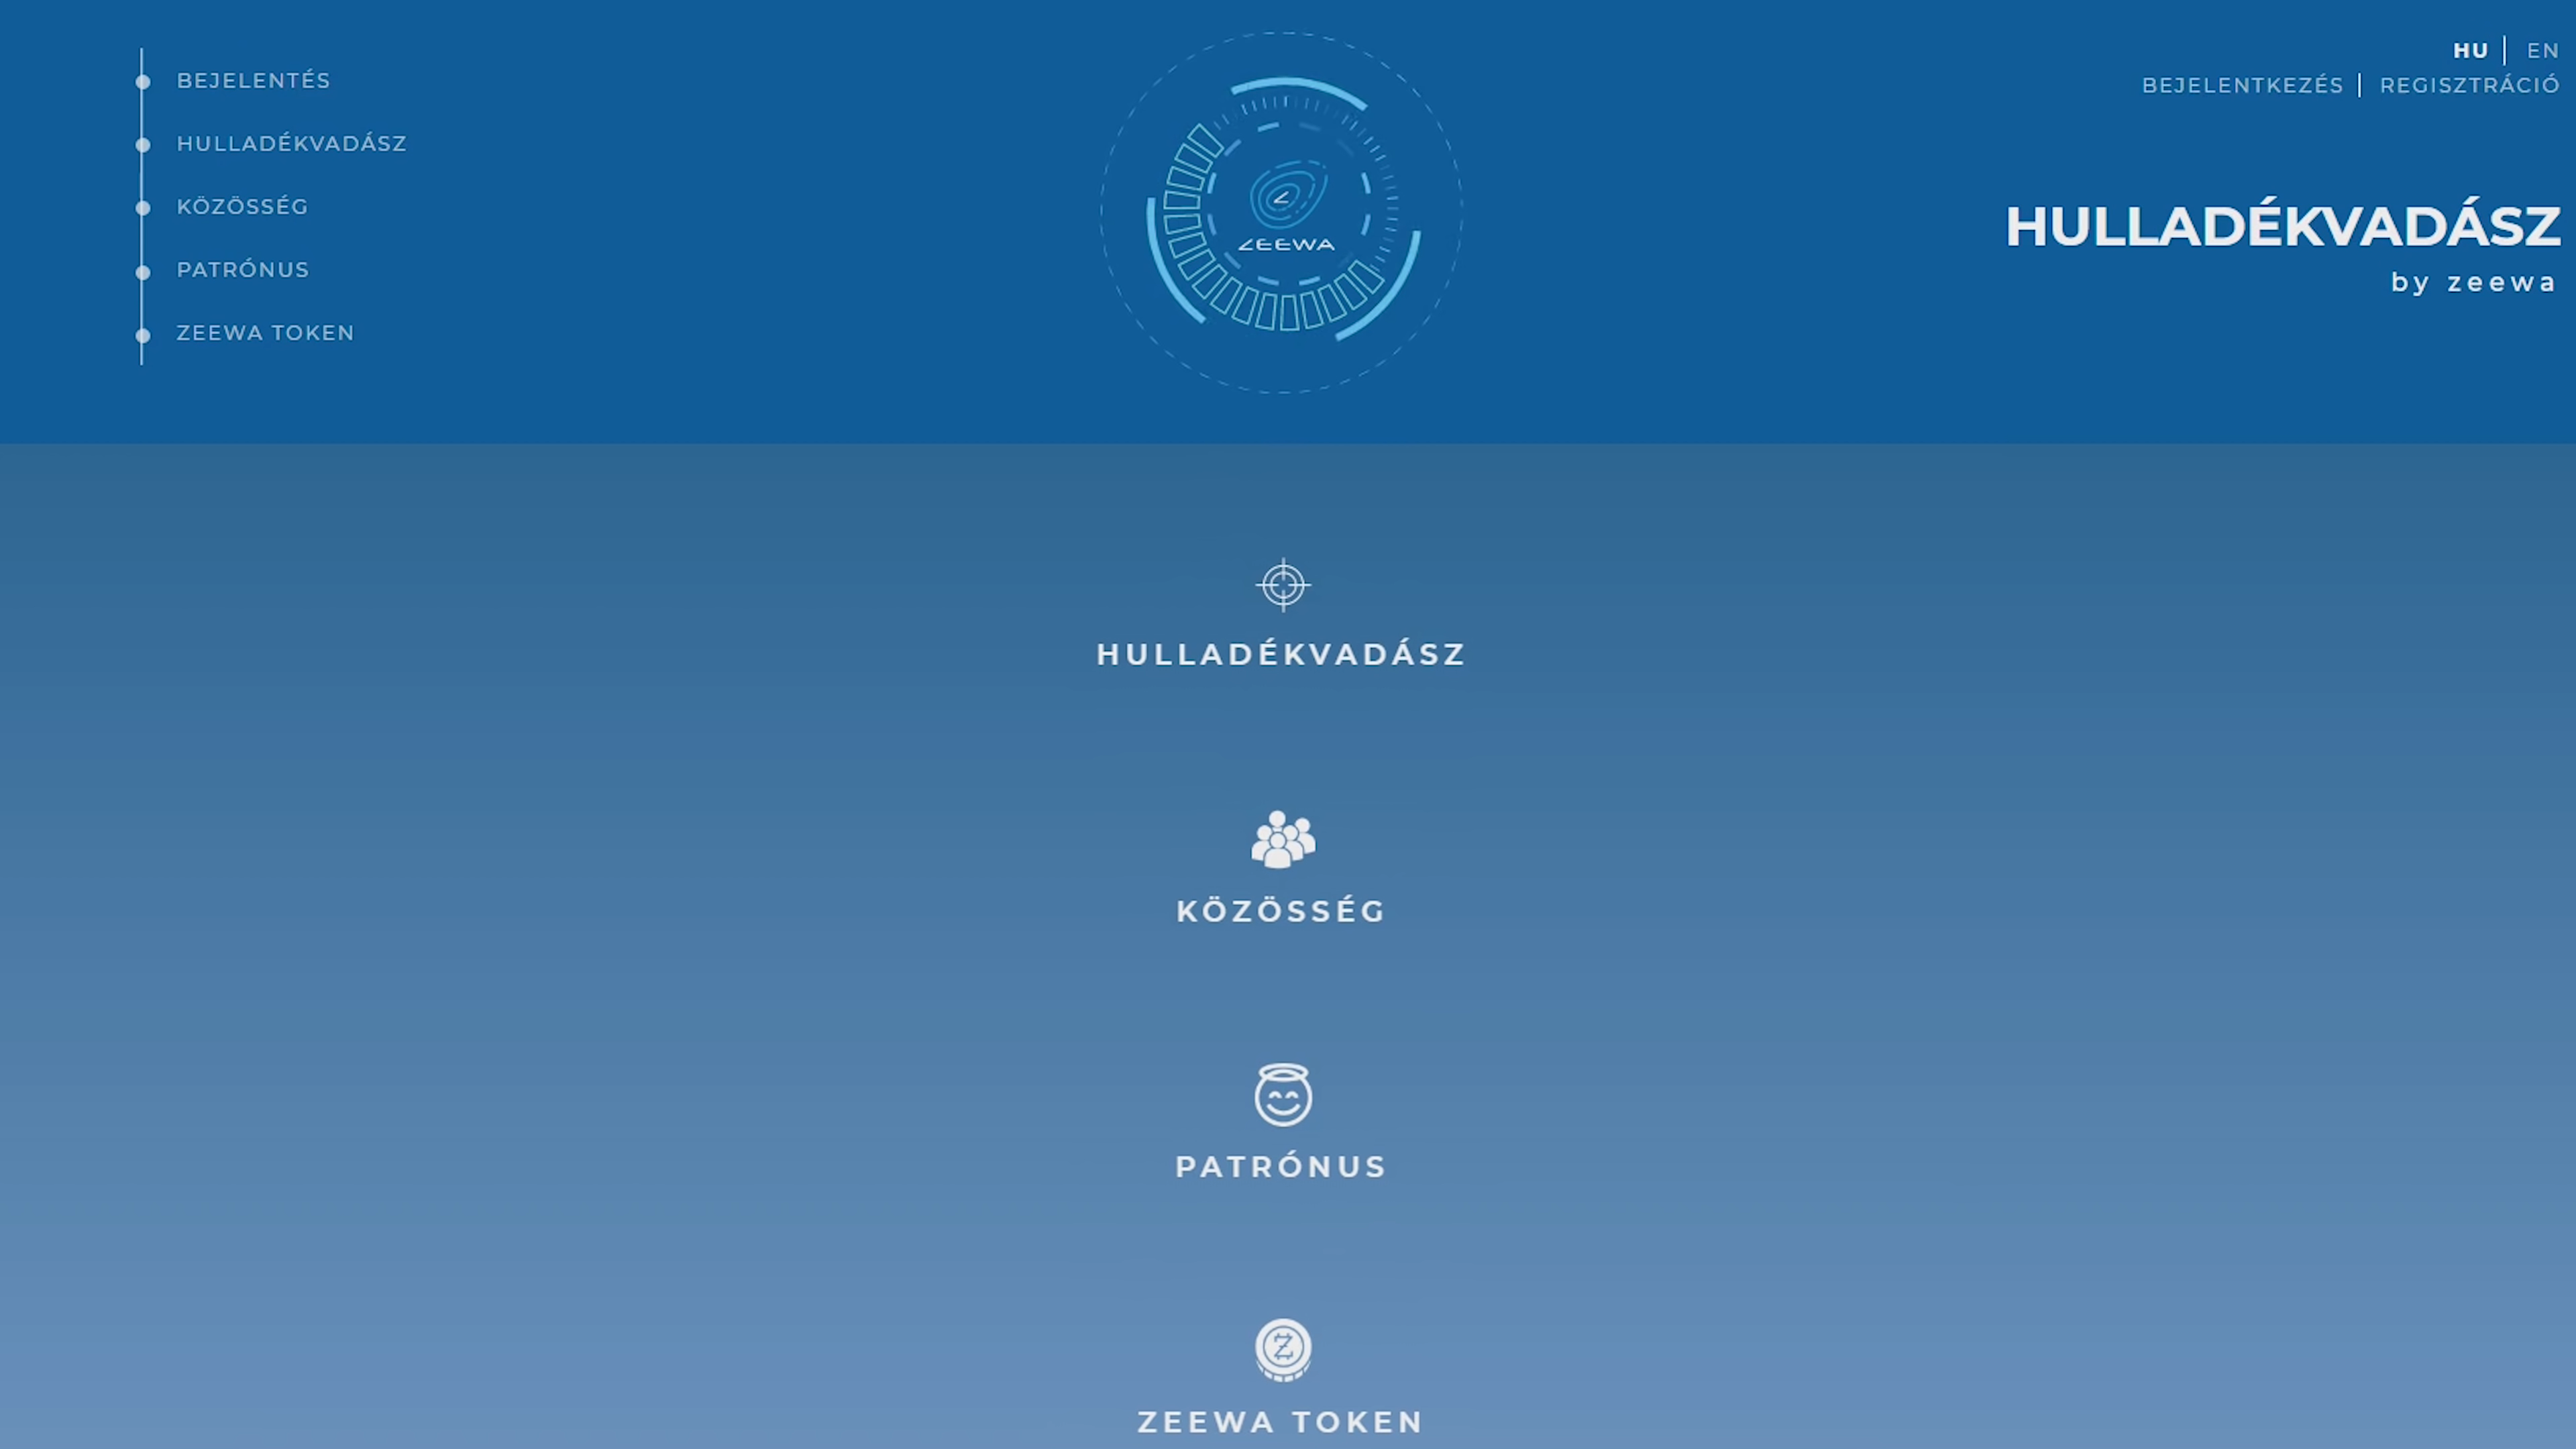 BEJELENTÉS
HULLADÉKVADÁSZ
KÖZÖSSÉG
PATRÓNUS
ZEEWA TOKEN
ZEEWA
HU | EN
BEJELENTKEZÉS | REGISZTRÁCIÓ
HULLADÉKVADÁSZ
by zeewa
HULLADÉKVADÁSZ
KÖZÖSSÉG
PATRÓNUS
ZEEWA TOKEN